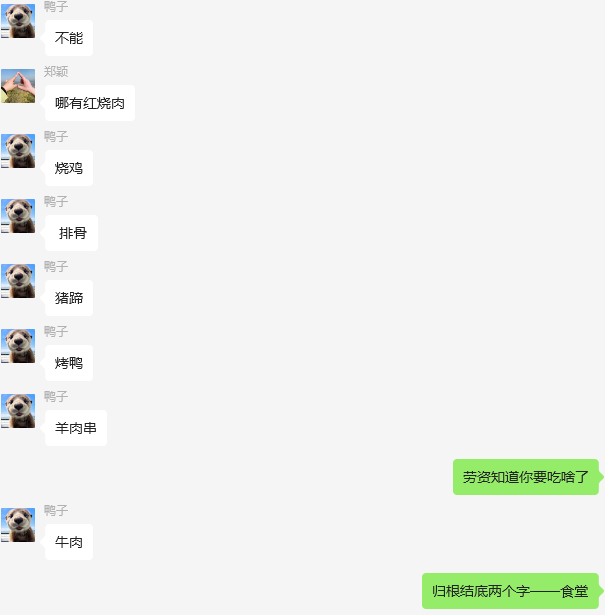 鸭子
不能
郑颖
哪有红烧肉
鸭子
烧鸡
鸭子
排骨
鸭子
猪蹄
鸭子
烤鸭
鸭子
羊肉串
劳资知道你要吃啥了
鸭子
牛肉
归根结底两个字——食堂